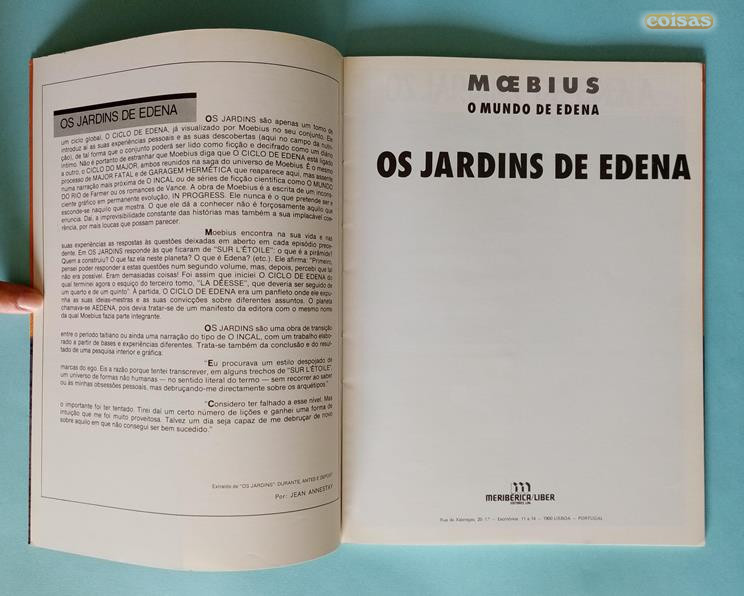 coisas
OS JARDINS DE EDENA
OS JARDINS são apenas um tomo de
um ciclo global, O CICLO DE EDENA, já visualizado por Moebius no seu conjunto. Ele
introduz aí as suas experiências pessoais e as suas descobertas (aqui no campo da nutri-
ção), de tal forma que o conjunto poderá ser lido como ficção e decifrado como um diário
íntimo. Não é portanto de estranhar que Moebius diga que O CICLO DE EDENA está ligado
a outro, o CICLO DO MAJOR, ambos reunidos na saga do universo de Moebius. É o mesmo
processo de MAJOR FATAL e de GARAGEM HERMÉTICA que reaparece aqui, mas assente
numa narração mais próxima de O INCAL ou de séries de ficção científica como O MUNDO
DO RIO de Farmer ou os romances de Vance. A obra de Moebius é a escrita de um incons-
ciente gráfico em permanente evolução, IN PROGRESS. Ele nunca é o que pretende ser e
esconde-se naquilo que mostra. O que ele dá a conhecer não é forçosamente aquilo que
enuncia. Daí, a imprevisibilidade constante das histórias mas também a sua implacável coe-
rência, por mais loucas que possam parecer.
Moebius encontra na sua vida e nas
suas experiências as respostas às questões deixadas em aberto em cada episódio prece-
dente. Em OS JARDINS responde às que ficaram de "SUR L'ÉTOILE": o que é a pirâmide?
Quem a construiu? O que faz ela neste planeta? O que é Edena? (etc.). Ele afirma: "Primeiro,
pensei poder responder a estas questões num segundo volume, mas, depois, percebi que tal
não era possível. Eram demasiadas coisas! Foi assim que iniciei O CICLO DE EDENA do
qual terminei agora o esquiço do terceiro tomo, "LA DÉESSE", que deveria ser seguido de
um quarto e de um quinto". À partida, O CICLO DE EDENA era um panfleto onde ele expu-
nha as suas ideias-mestras e as suas convicções sobre diferentes assuntos. O planeta
chamava-se AEDENA, pois devia tratar-se de um manifesto da editora com o mesmo nome
da qual Moebius fazia parte integrante.
OS JARDINS são uma obra de transição
entre o período taitiano ou ainda uma narração do tipo de O INCAL, com um trabalho elabo-
rado a partir de bases e experiências diferentes. Trata-se também da conclusão e do resul-
tado de uma pesquisa interior e gráfica:
"Eu procurava um estilo despojado de
marcas do ego. Eis a razão porque tentei transcrever, em alguns trechos de "SUR L'ÉTOILE",
um universo de formas não humanas — no sentido literal do termo — sem recorrer ao saber
ou às minhas obsessões pessoais, mas debruçando-me directamente sobre os arquétipos."
"Considero ter falhado a esse nível. Mas
o importante foi ter tentado. Tirei daí um certo número de lições e ganhei uma forma de
intuição que me foi muito proveitosa. Talvez um dia seja capaz de me debruçar de novo
sobre aquilo em que não consegui ser bem sucedido."
Extraído de "OS JARDINS": DURANTE, ANTES E DEPOIS"
Por: JEAN ANNESTAY
MŒBIUS
O MUNDO DE EDENA
OS JARDINS DE EDENA
MERIBÉRICA/LIBER
EDITORES, LDA.
Rua de Xabregas, 20 1.º — Escritórios 11 a 14 — 1900 LISBOA — PORTUGAL